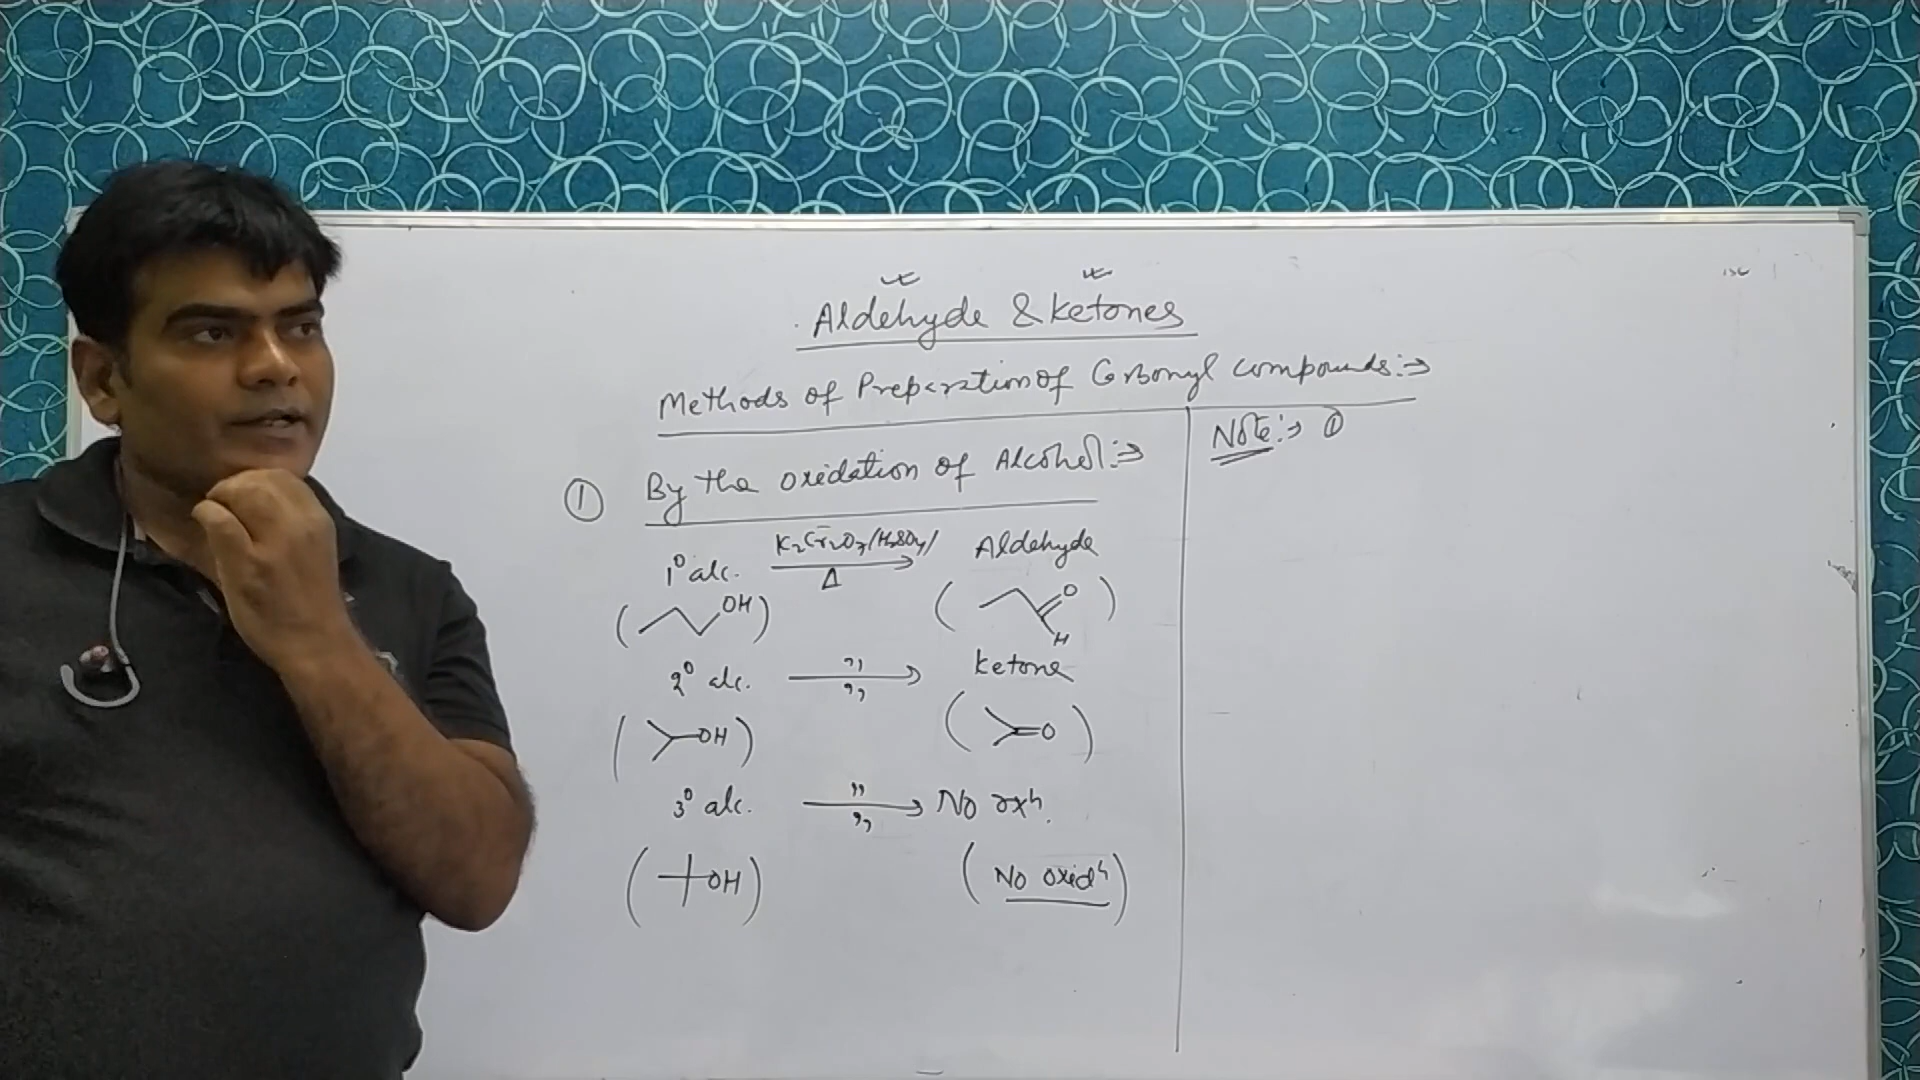 Aldehyde & Ketones
Methods of Preparation of Carbonyl compounds:→
① By the oxidation of Alcohol:→
1° alc. K₂Cr₂O₇/H₂SO₄/ Δ → Aldehyde
( OH ) ( O H )
2° alc. ,, ,, → Ketone
( OH ) ( =O )
3° alc. ,, ,, → No oxⁿ.
( OH ) ( No oxidⁿ )
Note:→ ①